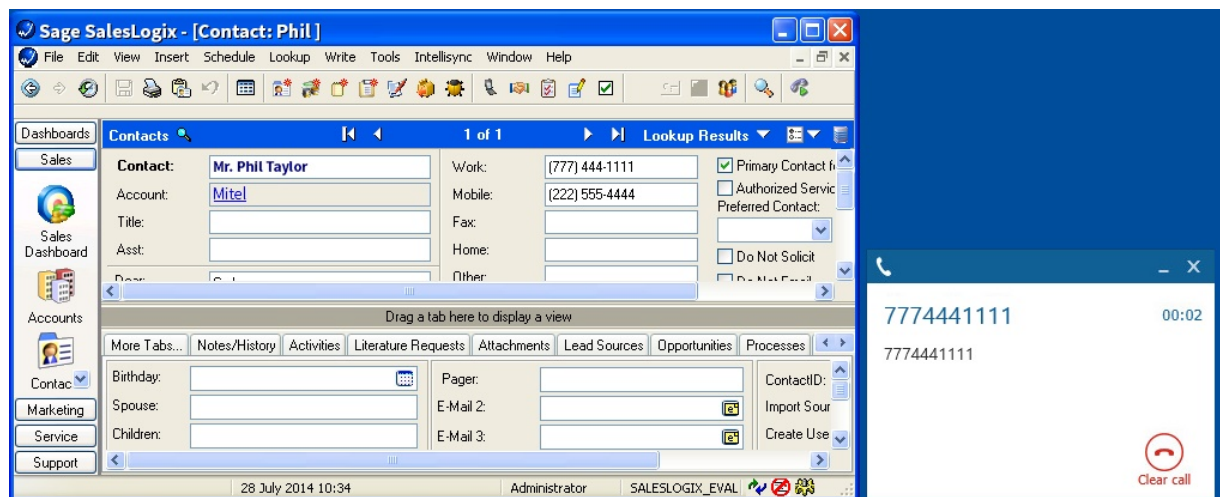 Sage SalesLogix - [Contact: Phil ]
File Edit View Insert Schedule Lookup Write Tools Intellisync Window Help
Dashboards
Sales
Sales Dashboard
Accounts
Contac
Marketing
Service
Support
Contacts 1 of 1 Lookup Results
Contact: Mr. Phil Taylor Work: (777) 444-1111 Primary Contact
Account: Mitel Mobile: (222) 555-4444 Authorized Servic
Preferred Contact:
Title: Fax:
Asst: Home: Do Not Solicit
Other
Drag a tab here to display a view
More Tabs... Notes/History Activities Literature Requests Attachments Lead Sources Opportunities Processes
Birthday: Pager: ContactID:
Spouse: E-Mail 2: Import Sour
Children: E-Mail 3: Create Use
28 July 2014 10:34 Administrator SALESLOGIX_EVAL
7774441111 00:02
7774441111
Clear call